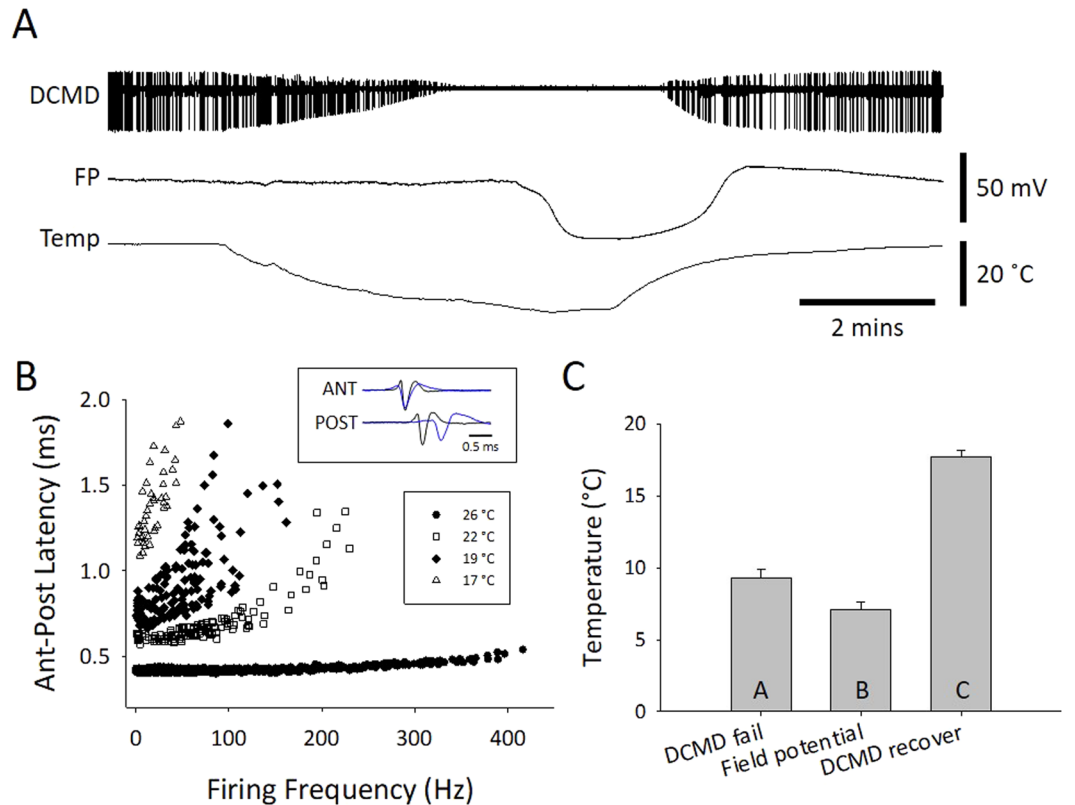 A
DCMD
FP
50 mV
Temp
20 ˚C
2 mins
B
Ant-Post Latency (ms)
2.0
1.5
1.0
0.5
0 100 200 300 400
Firing Frequency (Hz)
ANT
POST
0.5 ms
26 °C
22 °C
19 °C
17 °C
C
Temperature (°C)
20
15
10
5
0
A B C
DCMD fail
Field potential
DCMD recover